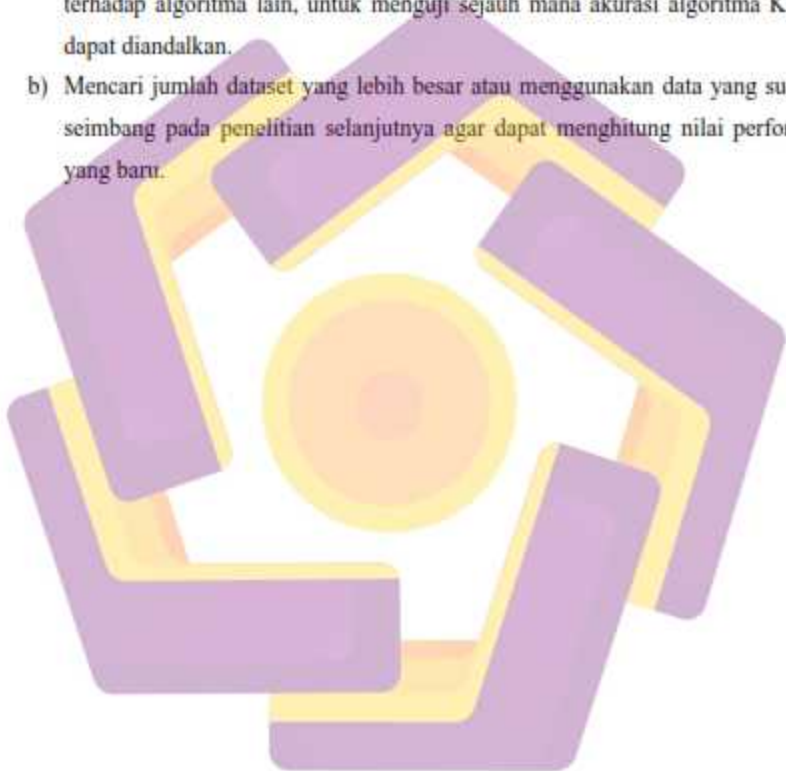 terhadap algoritma lain, untuk menguji sejauh mana akurasi algoritma K
dapat diandalkan.
b) Mencari jumlah dataset yang lebih besar atau menggunakan data yang su
seimbang pada penelitian selanjutnya agar dapat menghitung nilai perfor
yang baru.